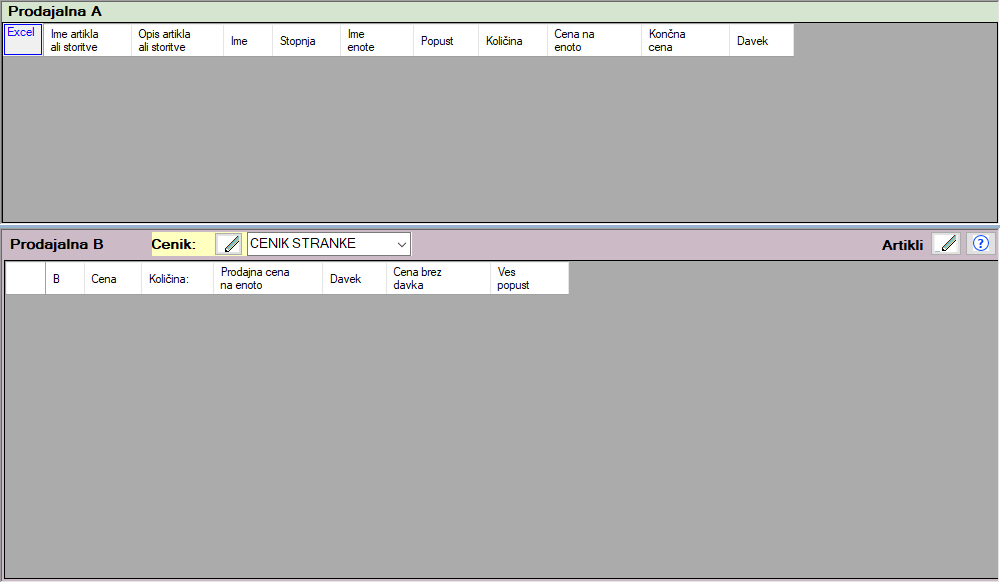 Prodajalna A
Excel
Ime artikla
ali storitve
Opis artikla
ali storitve
Ime
Stopnja
Ime
enote
Popust
Količina
Cena na
enoto
Končna
cena
Davek
Prodajalna B
Cenik:
CENIK STRANKE
Artikli
?
B
Cena
Količina:
Prodajna cena
na enoto
Davek
Cena brez
davka
Ves
popust